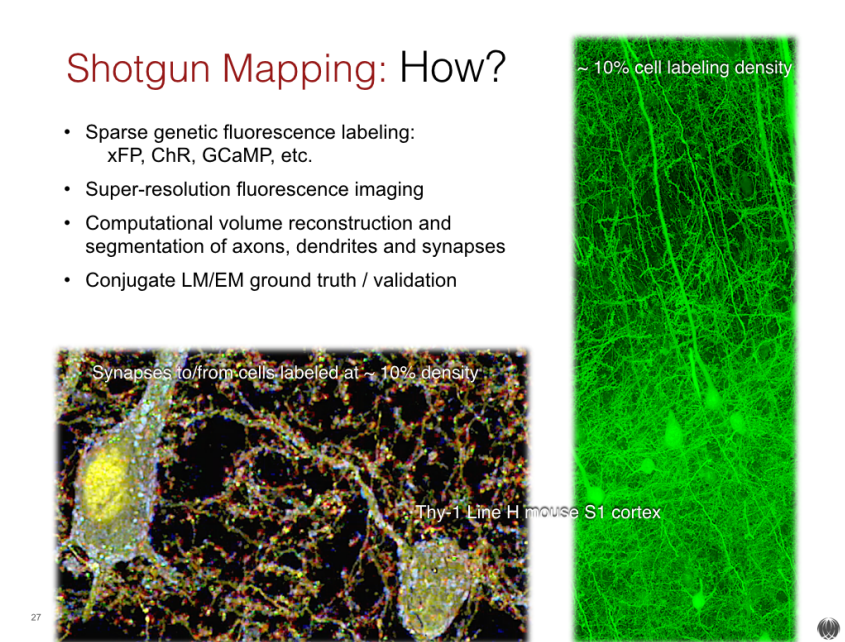 Shotgun Mapping: How?
~ 10% cell labeling density
• Sparse genetic fluorescence labeling:
xFP, ChR, GCaMP, etc.
• Super-resolution fluorescence imaging
• Computational volume reconstruction and
segmentation of axons, dendrites and synapses
• Conjugate LM/EM ground truth / validation
Synapses to/from cells labeled at ~ 10% density
Thy-1 Line H mouse S1 cortex
27